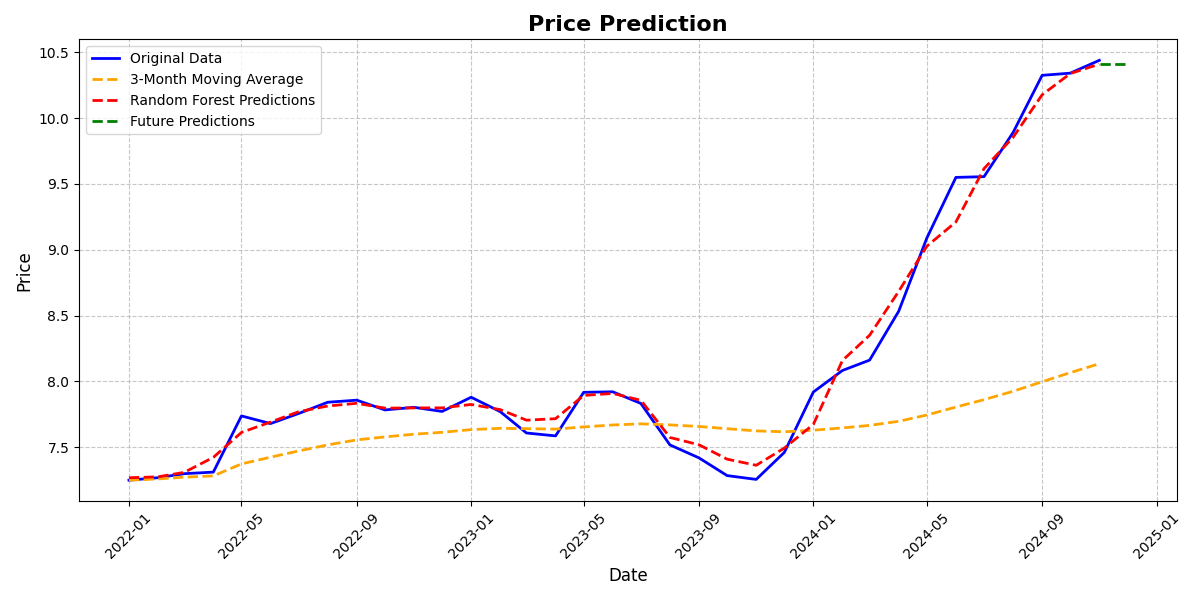 Price Prediction
Original Data
3-Month Moving Average
Random Forest Predictions
Future Predictions
Price
10.5
10.0
9.5
9.0
8.5
8.0
7.5
2022-01
2022-05
2022-09
2023-01
2023-05
2023-09
2024-01
2024-05
2024-09
2025-01
Date